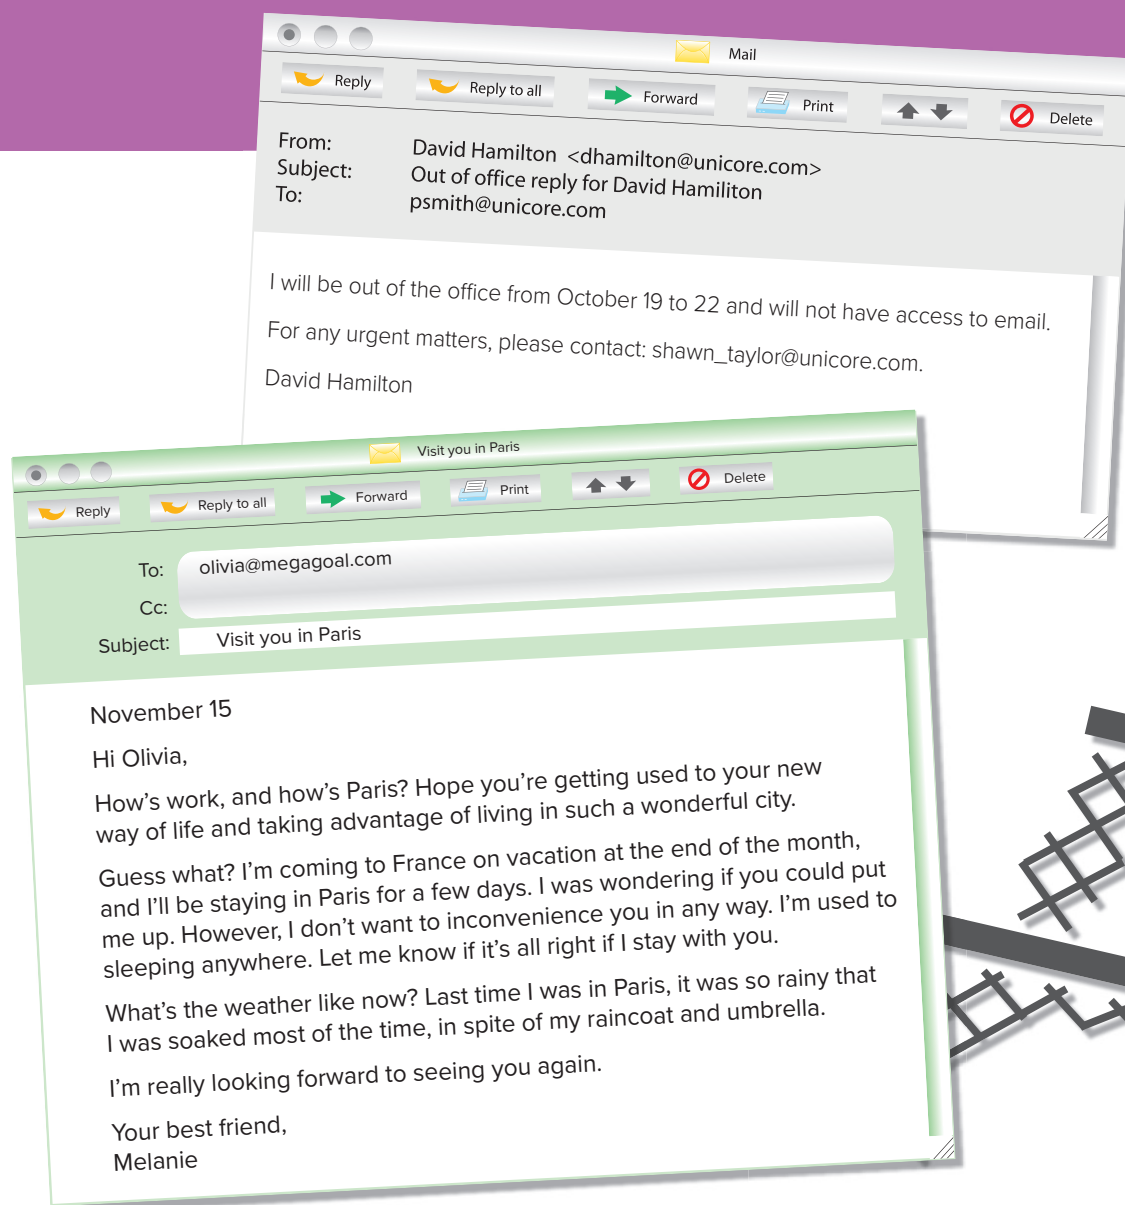 Mail
Reply
Reply to all
Forward
Print
Delete
From: David Hamilton <dhamilton@unicore.com>
Subject: Out of office reply for David Hamiliton
To: psmith@unicore.com
I will be out of the office from October 19 to 22 and will not have access to email.
For any urgent matters, please contact: shawn_taylor@unicore.com.
David Hamilton
Visit you in Paris
Reply
Reply to all
Forward
Print
Delete
To: olivia@megagoal.com
Cc:
Subject: Visit you in Paris
November 15
Hi Olivia,
How's work, and how's Paris? Hope you're getting used to your new
way of life and taking advantage of living in such a wonderful city.
Guess what? I'm coming to France on vacation at the end of the month,
and I'll be staying in Paris for a few days. I was wondering if you could put
me up. However, I don't want to inconvenience you in any way. I'm used to
sleeping anywhere. Let me know if it's all right if I stay with you.
What's the weather like now? Last time I was in Paris, it was so rainy that
I was soaked most of the time, in spite of my raincoat and umbrella.
I'm really looking forward to seeing you again.
Your best friend,
Melanie